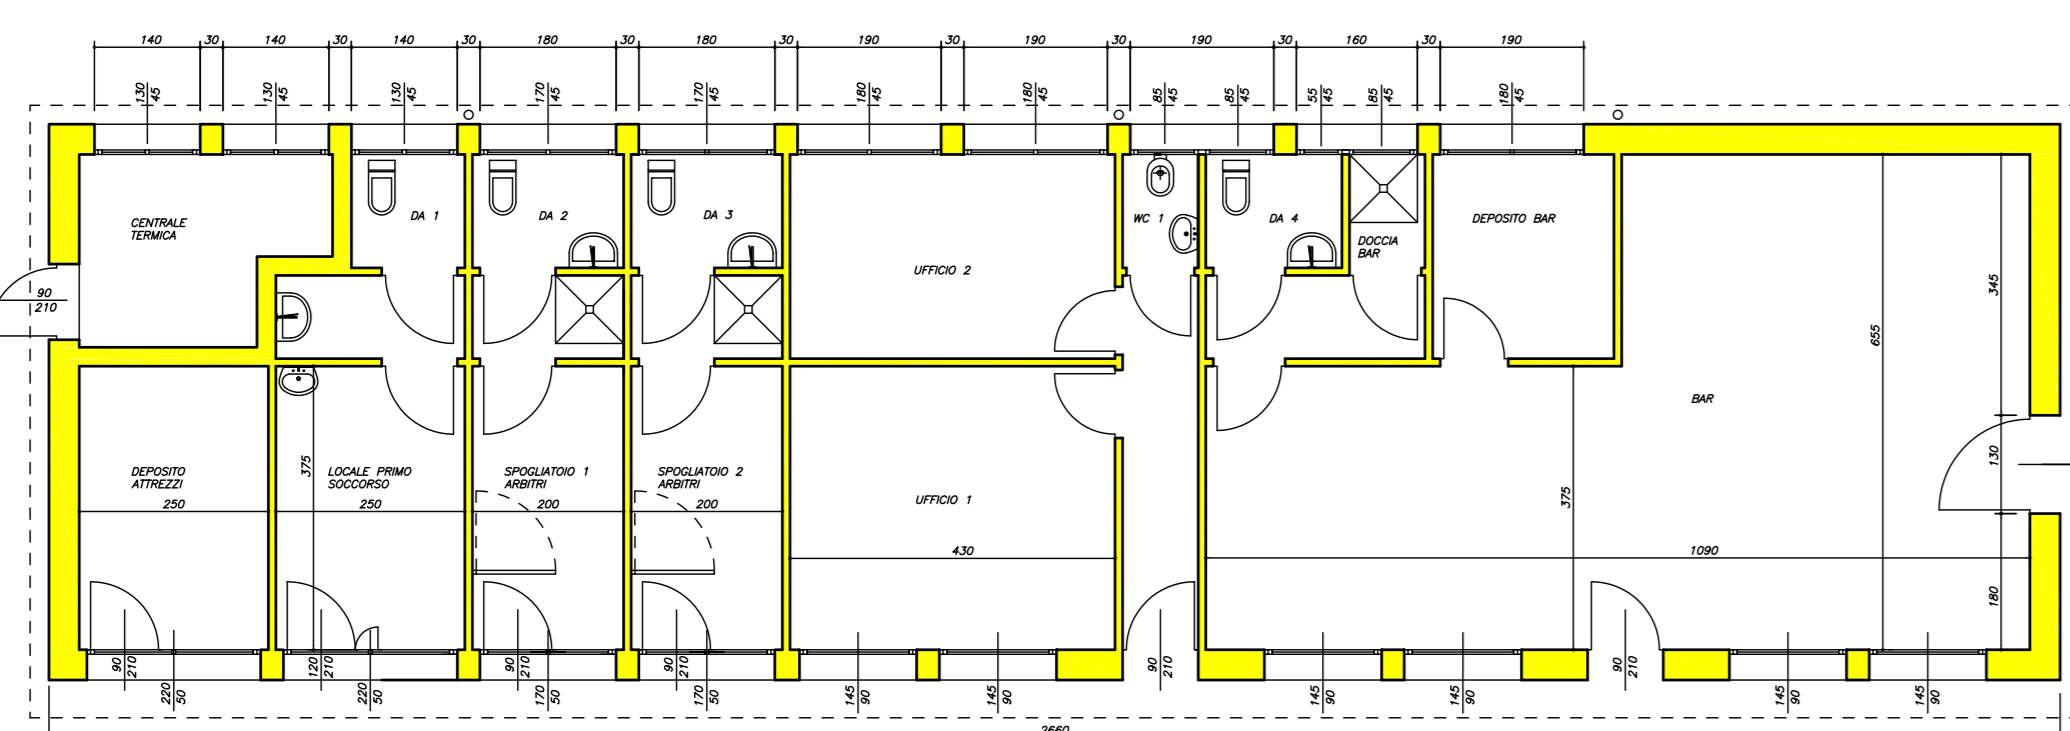 140 30 140 30 140 30 180 30 180 30 190 30 190 30 190 30 160 30 190
130 45
130 45
130 45
170 45
170 45
180 45
180 45
85 45
85 45
55 45
85 45
180 45
CENTRALE
TERMICA
DA 1
DA 2
DA 3
UFFICIO 2
WC 1
DA 4
DOCCIA
BAR
DEPOSITO BAR
90
210
345
655
BAR
375
DEPOSITO
ATTREZZI
LOCALE PRIMO
SOCCORSO
SPOGLIATOIO 1
ARBITRI
SPOGLIATOIO 2
ARBITRI
UFFICIO 1
375
130
250 250 200 200
430
1090
180
90 210
220 50
120 210
220 50
90 210
170 50
90 210
170 50
145 90
145 90
90 210
145 90
145 90
90 210
145 90
145 90
2660